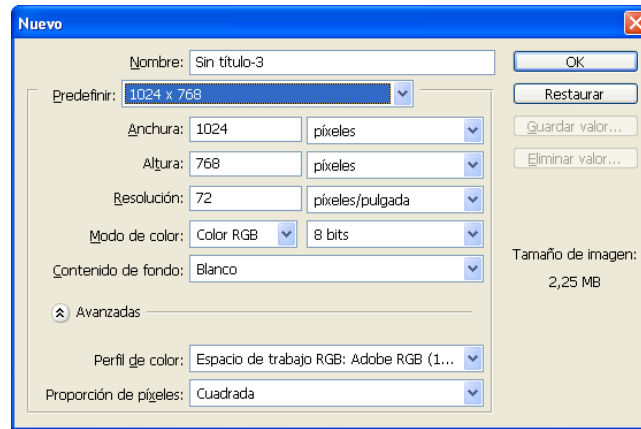 Nuevo
Nombre: Sin título-3
OK
Predefinir: 1024 x 768
Restaurar
Anchura: 1024 píxeles
Guardar valor...
Altura: 768 píxeles
Eliminar valor...
Resolución: 72 píxeles/pulgada
Modo de color: Color RGB 8 bits
Contenido de fondo: Blanco
Tamaño de imagen:
2,25 MB
Avanzadas
Perfil de color: Espacio de trabajo RGB: Adobe RGB (1...
Proporción de píxeles: Cuadrada